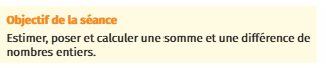 Objectif de la séance
Estimer, poser et calculer une somme et une différence de
nombres entiers.